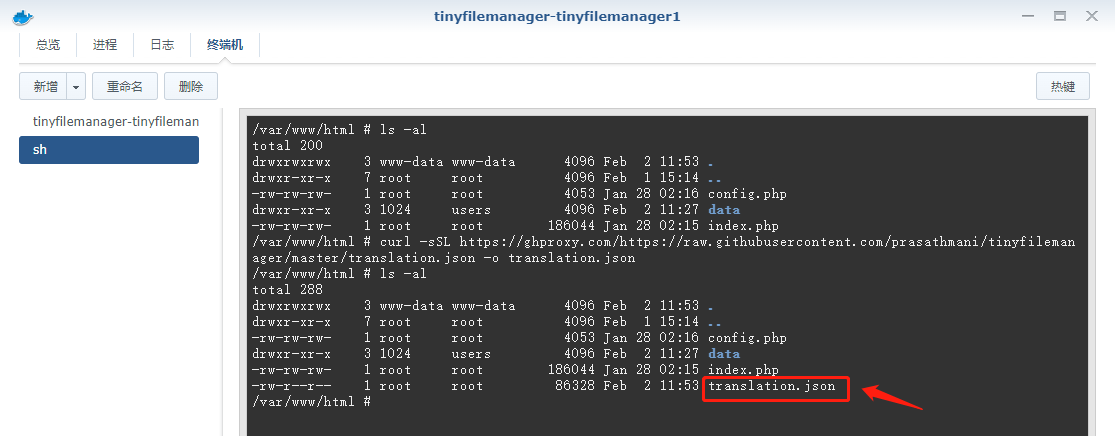 tinyfilemanager-tinyfilemanager1
总览 进程 日志 终端机
新增 重命名 删除 热键
tinyfilemanager-tinyfileman
sh
/var/www/html # ls -al
total 200
drwxrwxrwx 3 www-data www-data 4096 Feb 2 11:53 .
drwxr-xr-x 7 root root 4096 Feb 1 15:14 ..
-rw-rw-rw- 1 root root 4053 Jan 28 02:16 config.php
drwxr-xr-x 3 1024 users 4096 Feb 2 11:27 data
-rw-rw-rw- 1 root root 186044 Jan 28 02:15 index.php
/var/www/html # curl -sSL https://ghproxy.com/https://raw.githubusercontent.com/prasathmani/tinyfilema
nager/master/translation.json -o translation.json
/var/www/html # ls -al
total 288
drwxrwxrwx 3 www-data www-data 4096 Feb 2 11:53 .
drwxr-xr-x 7 root root 4096 Feb 1 15:14 ..
-rw-rw-rw- 1 root root 4053 Jan 28 02:16 config.php
drwxr-xr-x 3 1024 users 4096 Feb 2 11:27 data
-rw-rw-rw- 1 root root 186044 Jan 28 02:15 index.php
-rw-r--r-- 1 root root 86328 Feb 2 11:53 translation.json
/var/www/html #